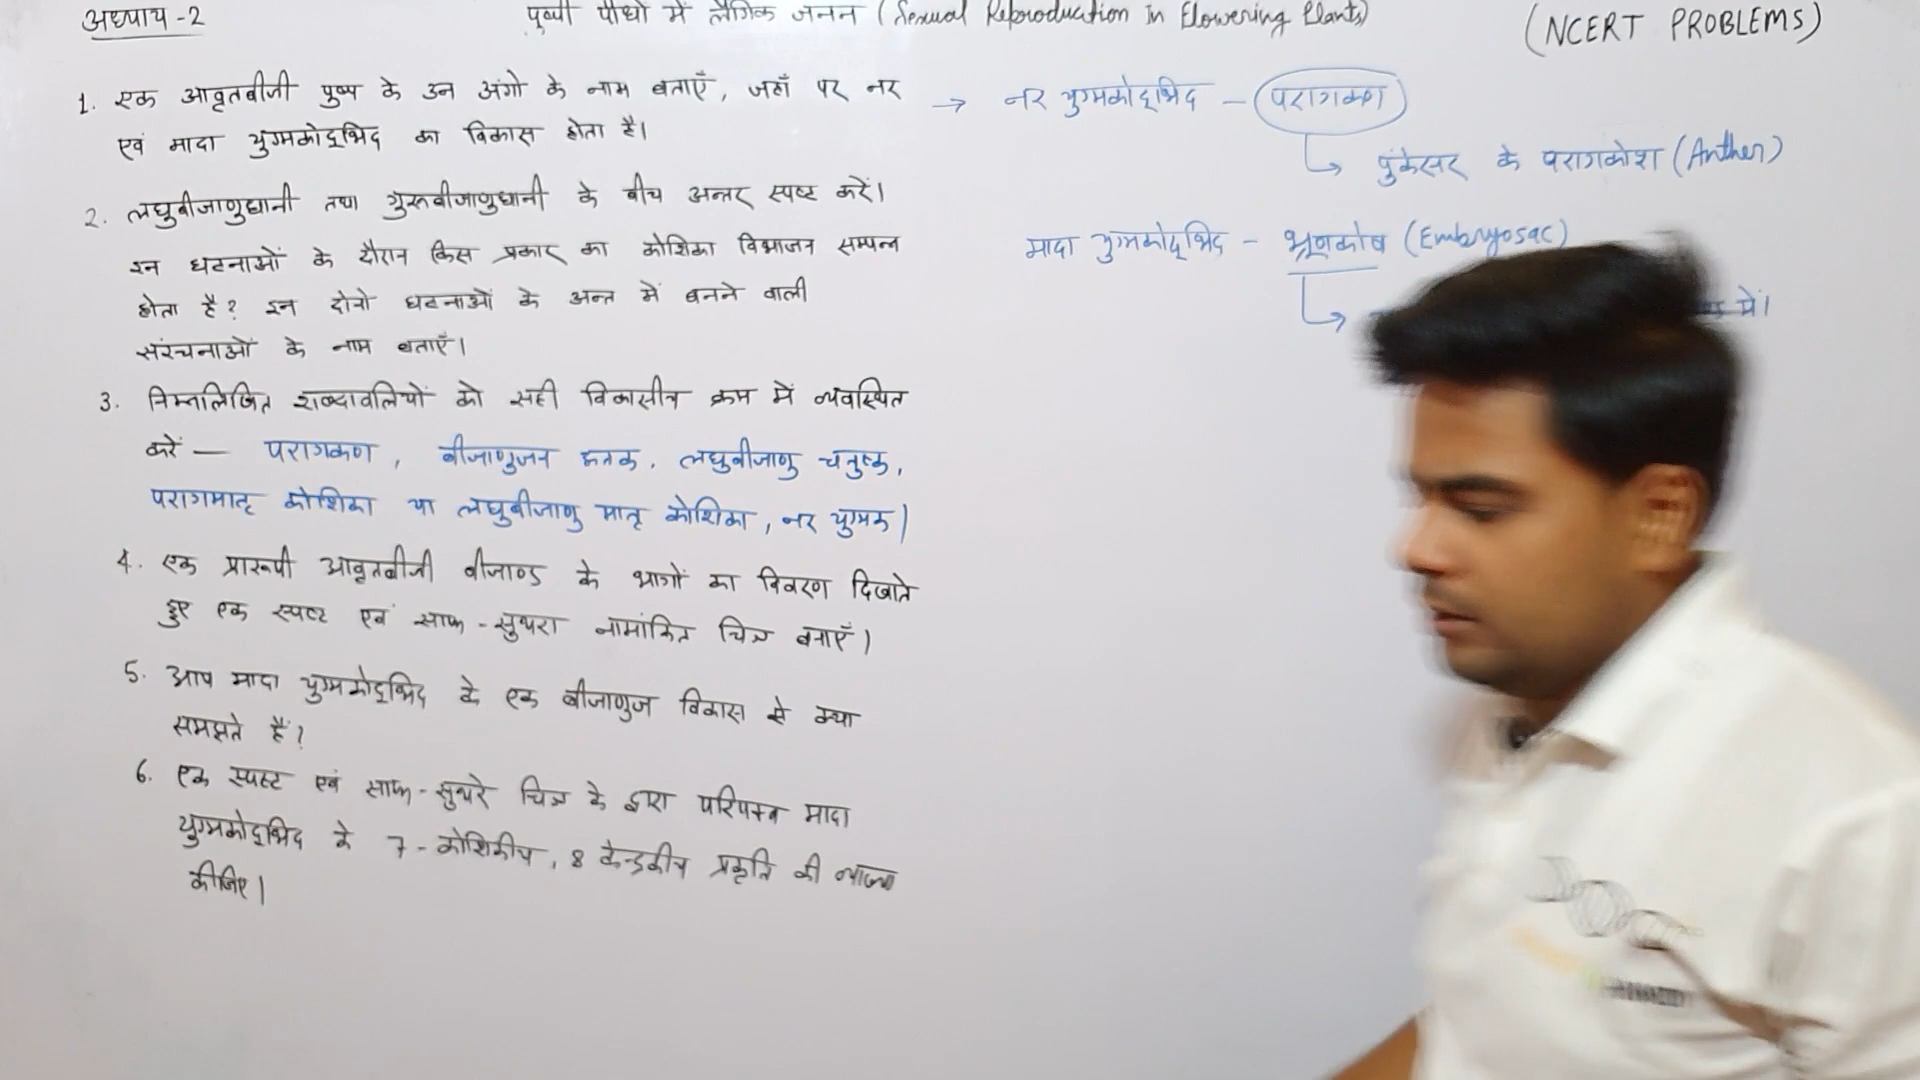 अध्याय -2
पुष्पी पौधों में लैंगिक जनन (Sexual Reproduction In Flowering Plants)
(NCERT PROBLEMS)
1. एक आवृतबीजी पुष्प के उन अंगो के नाम बताएँ, जहाँ पर नर
एवं मादा युग्मकोद्भिद का विकास होता है।
2. लघुबीजाणुधानी तथा गुरुबीजाणुधानी के बीच अन्तर स्पष्ट करें।
इन घटनाओं के दौरान किस प्रकार का कोशिका विभाजन सम्पन्न
होता है? इन दोनो घटनाओं के अन्त में बनने वाली
संरचनाओं के नाम बताएँ।
3. निम्नलिखित शब्दावलियों को सही विकासीय क्रम में व्यवस्थित
करें — परागकण, बीजाणुजन ऊतक, लघुबीजाणु चतुष्क,
परागमातृ कोशिका या लघुबीजाणु मातृ कोशिका, नर युग्मक।
4. एक प्रारूपी आवृतबीजी बीजाण्ड के भागों का विवरण दिखाते
हुए एक स्पष्ट एवं साफ-सुथरा नामांकित चित्र बनाएँ।
5. आप मादा युग्मकोद्भिद के एक बीजाणुज विकास से क्या
समझते हैं?
6. एक स्पष्ट एवं साफ-सुथरे चित्र के द्वारा परिपक्व मादा
युग्मकोद्भिद के 7-कोशिकीय, 8 केन्द्रकीय प्रकृति की व्याख्या
कीजिए।
→ नर युग्मकोद्भिद — परागकण
↳ पुंकेसर के परागकोश (Anther)
मादा युग्मकोद्भिद — भ्रूणकोष (Embryosac)
↳ में।